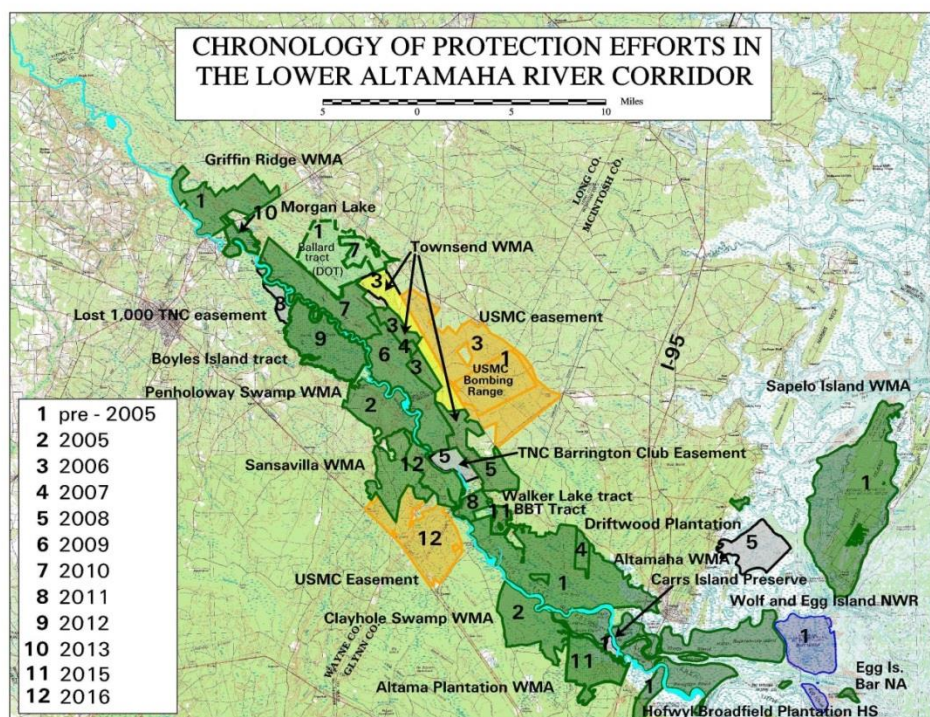 CHRONOLOGY OF PROTECTION EFFORTS IN
THE LOWER ALTAMAHA RIVER CORRIDOR
5 0 5 10 Miles
Griffin Ridge WMA
LONG CO.
MCINTOSH CO.
1
10
Morgan Lake
1
Ballard
tract
(DOT)
7
Townsend WMA
3
8
Lost 1,000 TNC easement
7
USMC easement
3
3
1
9
4
Boyles Island tract
6
3
USMC
Bombing
Range
I-95
Penholoway Swamp WMA
Sapelo Island WMA
2
1 pre - 2005
2 2005
3 2006
4 2007
5 2008
6 2009
7 2010
8 2011
9 2012
10 2013
11 2015
12 2016
Sansavilla WMA
12
5
TNC Barrington Club Easement
5
1
8
Walker Lake tract
11
BBT Tract
12
Driftwood Plantation
4
5
USMC Easement
Altamaha WMA
1
Carrs Island Preserve
Clayhole Swamp WMA
2
Wolf and Egg Island NWR
1
1
WAYNE CO.
GLYNN CO.
11
Egg Is.
Bar NA
Altama Plantation WMA
1
Hofwyl Broadfield Plantation HS